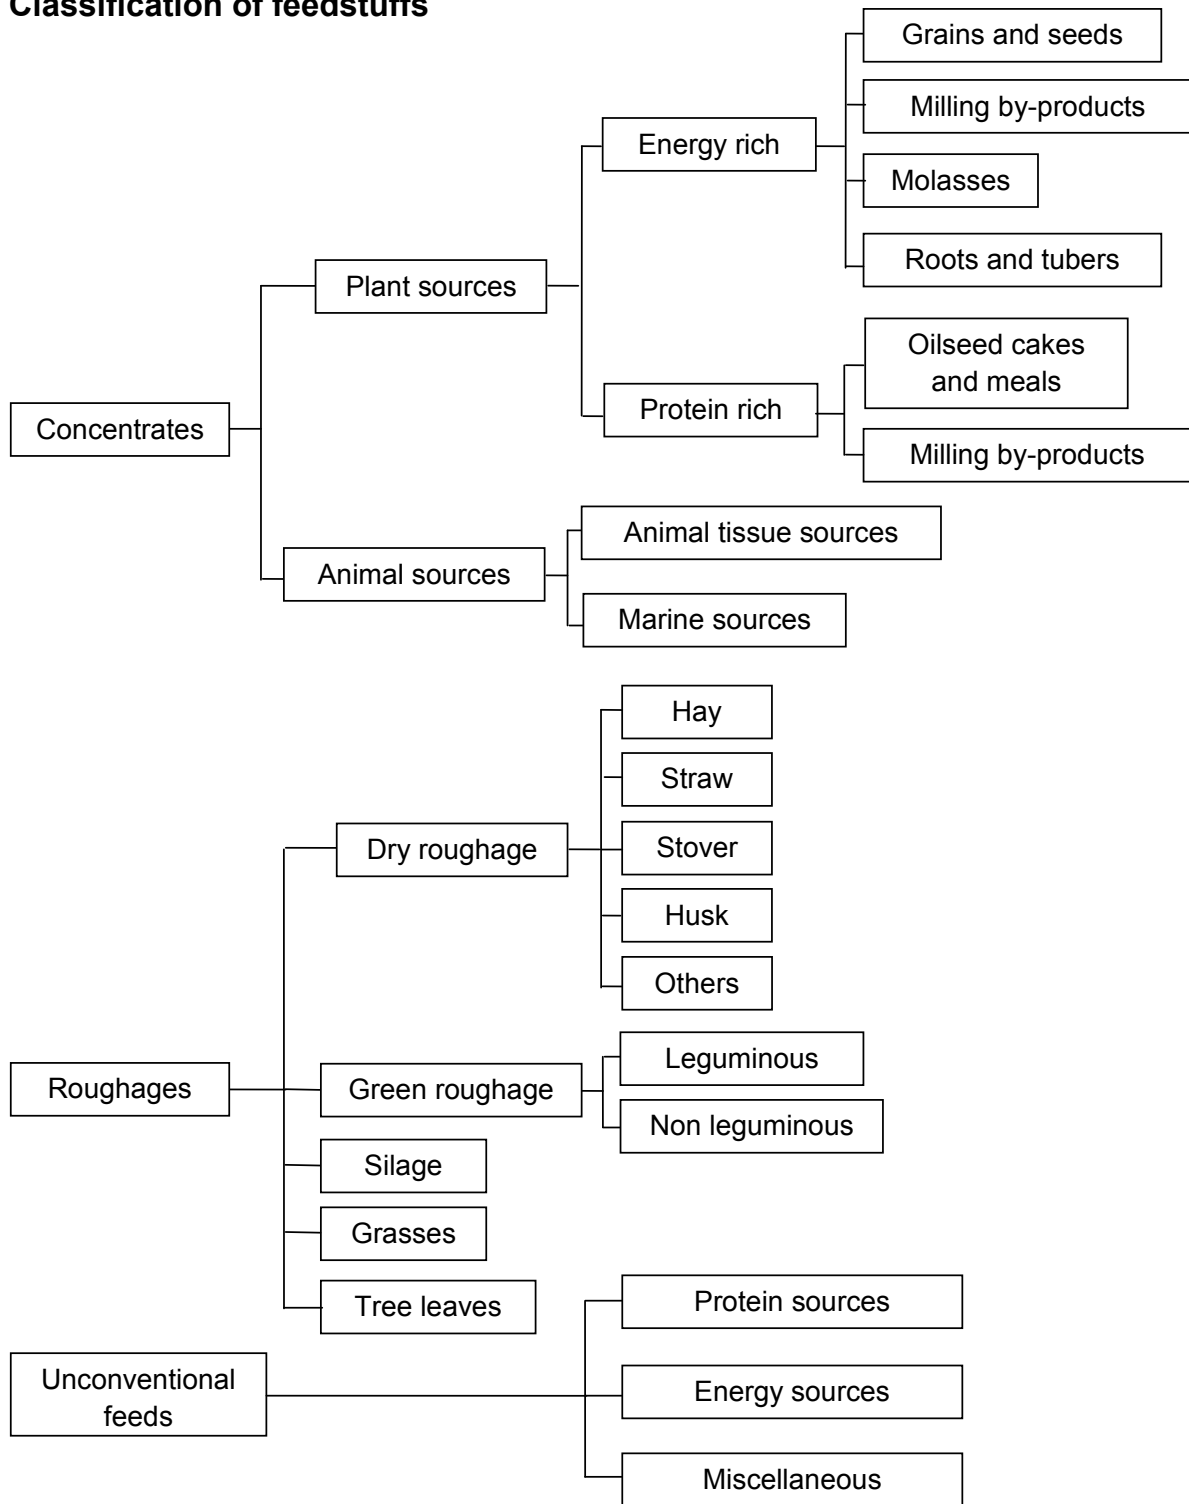 Classification of feedstuffs
Grains and seeds
Milling by-products
Energy rich
Molasses
Roots and tubers
Plant sources
Oilseed cakes
and meals
Protein rich
Milling by-products
Concentrates
Animal tissue sources
Animal sources
Marine sources
Hay
Straw
Dry roughage
Stover
Husk
Others
Leguminous
Roughages
Green roughage
Non leguminous
Silage
Grasses
Tree leaves
Protein sources
Unconventional
feeds
Energy sources
Miscellaneous